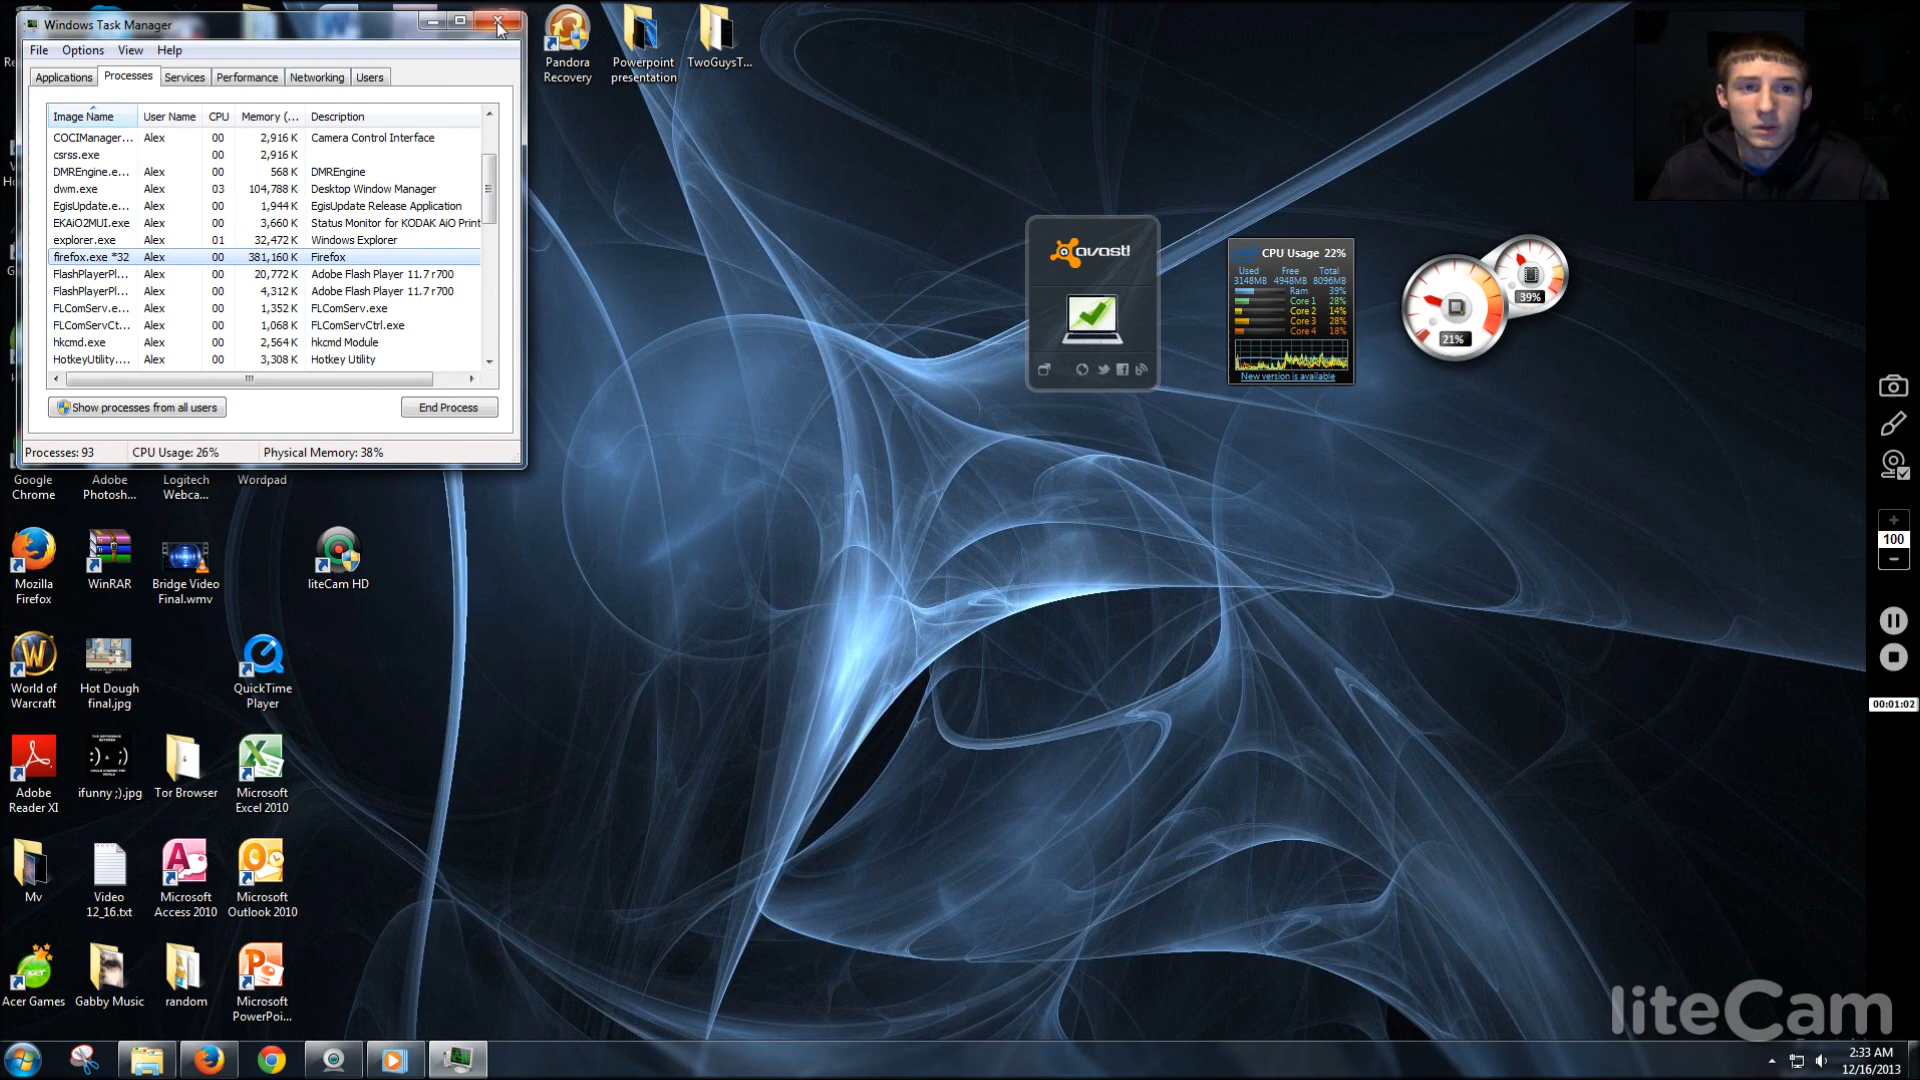 Windows Task Manager
File Options View Help
Applications Processes Services Performance Networking Users
Image Name User Name CPU Memory (... Description
COCIManager... Alex 00 2,916 K Camera Control Interface
csrss.exe 00 2,916 K
DMREngine.e... Alex 00 568 K DMREngine
dwm.exe Alex 03 104,788 K Desktop Window Manager
EgisUpdate.e... Alex 00 1,944 K EgisUpdate Release Application
EKAiO2MUI.exe Alex 00 3,660 K Status Monitor for KODAK AiO Print
explorer.exe Alex 01 32,472 K Windows Explorer
firefox.exe *32 Alex 00 381,160 K Firefox
FlashPlayerPl... Alex 00 20,772 K Adobe Flash Player 11.7 r700
FlashPlayerPl... Alex 00 4,312 K Adobe Flash Player 11.7 r700
FLComServ.e... Alex 00 1,352 K FLComServ.exe
FLComServCt... Alex 00 1,068 K FLComServCtrl.exe
hkcmd.exe Alex 00 2,564 K hkcmd Module
HotkeyUtility.... Alex 00 3,308 K Hotkey Utility
Show processes from all users End Process
Processes: 93 CPU Usage: 26% Physical Memory: 38%
Pandora
Recovery
Powerpoint
presentation
TwoGuysT...
avast!
CPU Usage 22%
Used Free Total
3148MB 4948MB 8096MB
Ram 39%
Core 1 28%
Core 2 14%
Core 3 28%
Core 4 18%
New version is available
21%
39%
100
00:01:02
Google
Chrome
Adobe
Photosh...
Logitech
Webca...
Wordpad
Mozilla
Firefox
WinRAR
Bridge Video
Final.wmv
liteCam HD
World of
Warcraft
Hot Dough
final.jpg
QuickTime
Player
Adobe
Reader XI
ifunny ;).jpg
Tor Browser
Microsoft
Excel 2010
Mv
Video
12_16.txt
Microsoft
Access 2010
Microsoft
Outlook 2010
acer
Acer Games
Gabby Music
random
Microsoft
PowerPoi...
liteCam
2:33 AM
12/16/2013